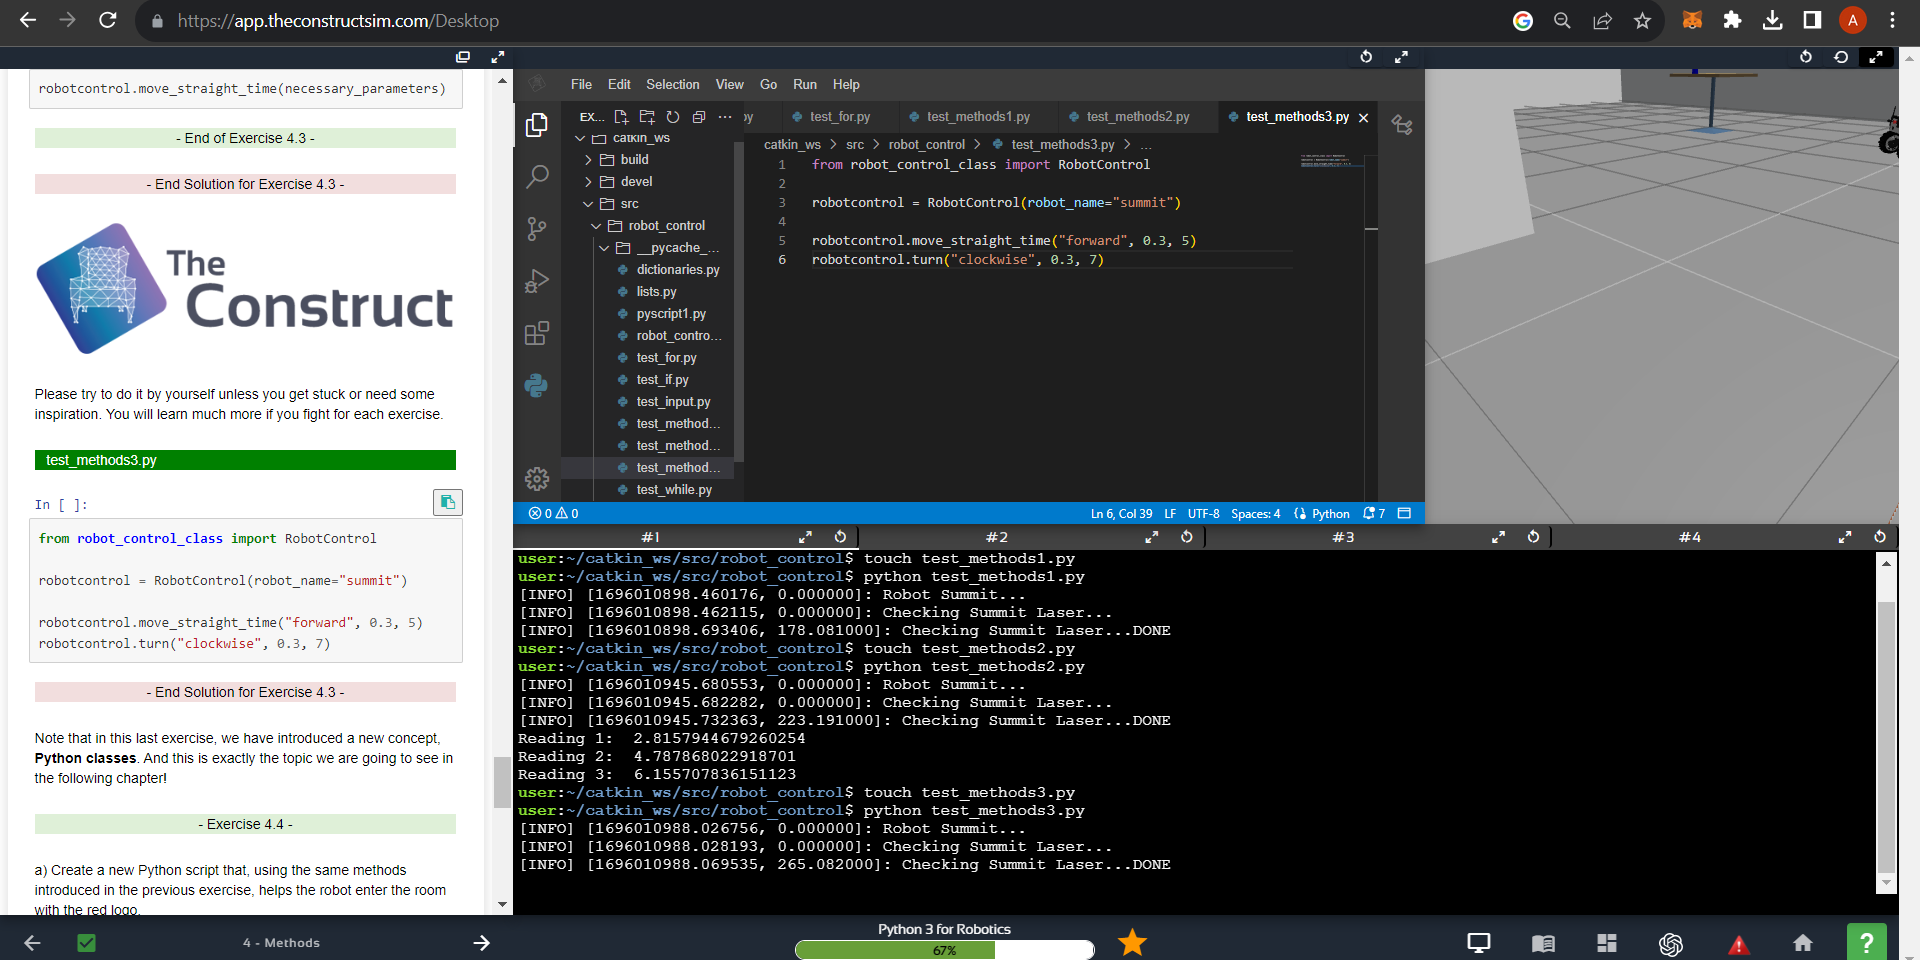 https://app.theconstructsim.com/Desktop
A
robotcontrol.move_straight_time(necessary_parameters)
- End of Exercise 4.3 -
- End Solution for Exercise 4.3 -
The
Construct
Please try to do it by yourself unless you get stuck or need some
inspiration. You will learn much more if you fight for each exercise.
test_methods3.py
In [ ]:
from robot_control_class import RobotControl
robotcontrol = RobotControl(robot_name="summit")
robotcontrol.move_straight_time("forward", 0.3, 5)
robotcontrol.turn("clockwise", 0.3, 7)
- End Solution for Exercise 4.3 -
Note that in this last exercise, we have introduced a new concept,
Python classes. And this is exactly the topic we are going to see in
the following chapter!
- Exercise 4.4 -
a) Create a new Python script that, using the same methods
introduced in the previous exercise, helps the robot enter the room
with the red logo.
File Edit Selection View Go Run Help
EX... ... py test_for.py test_methods1.py test_methods2.py test_methods3.py
catkin_ws
build
devel
src
robot_control
__pycache_...
dictionaries.py
lists.py
pyscript1.py
robot_contro...
test_for.py
test_if.py
test_input.py
test_method...
test_method...
test_method...
test_while.py
catkin_ws > src > robot_control > test_methods3.py > ...
1 from robot_control_class import RobotControl
2
3 robotcontrol = RobotControl(robot_name="summit")
4
5 robotcontrol.move_straight_time("forward", 0.3, 5)
6 robotcontrol.turn("clockwise", 0.3, 7)
0 0 Ln 6, Col 39 LF UTF-8 Spaces: 4 Python 7
#1 #2 #3 #4
user:~/catkin_ws/src/robot_control$ touch test_methods1.py
user:~/catkin_ws/src/robot_control$ python test_methods1.py
[INFO] [1696010898.460176, 0.000000]: Robot Summit...
[INFO] [1696010898.462115, 0.000000]: Checking Summit Laser...
[INFO] [1696010898.693406, 178.081000]: Checking Summit Laser...DONE
user:~/catkin_ws/src/robot_control$ touch test_methods2.py
user:~/catkin_ws/src/robot_control$ python test_methods2.py
[INFO] [1696010945.680553, 0.000000]: Robot Summit...
[INFO] [1696010945.682282, 0.000000]: Checking Summit Laser...
[INFO] [1696010945.732363, 223.191000]: Checking Summit Laser...DONE
Reading 1:  2.8157944679260254
Reading 2:  4.787868022918701
Reading 3:  6.155707836151123
user:~/catkin_ws/src/robot_control$ touch test_methods3.py
user:~/catkin_ws/src/robot_control$ python test_methods3.py
[INFO] [1696010988.026756, 0.000000]: Robot Summit...
[INFO] [1696010988.028193, 0.000000]: Checking Summit Laser...
[INFO] [1696010988.069535, 265.082000]: Checking Summit Laser...DONE
4 - Methods
Python 3 for Robotics
67%
?